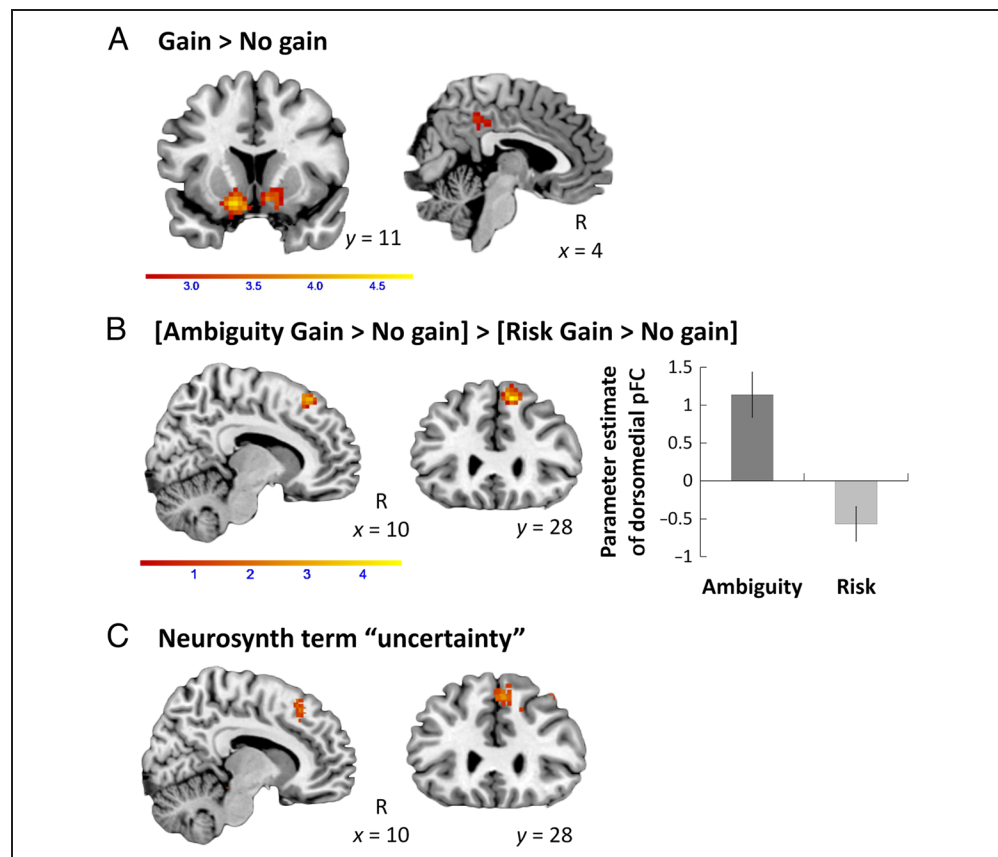 A Gain > No gain
y = 11
R
x = 4
3.0 3.5 4.0 4.5
B [Ambiguity Gain > No gain] > [Risk Gain > No gain]
R
x = 10
y = 28
1 2 3 4
Parameter estimate
of dorsomedial pFC
1.5
1
0.5
0
−0.5
−1
Ambiguity Risk
C Neurosynth term “uncertainty”
R
x = 10
y = 28